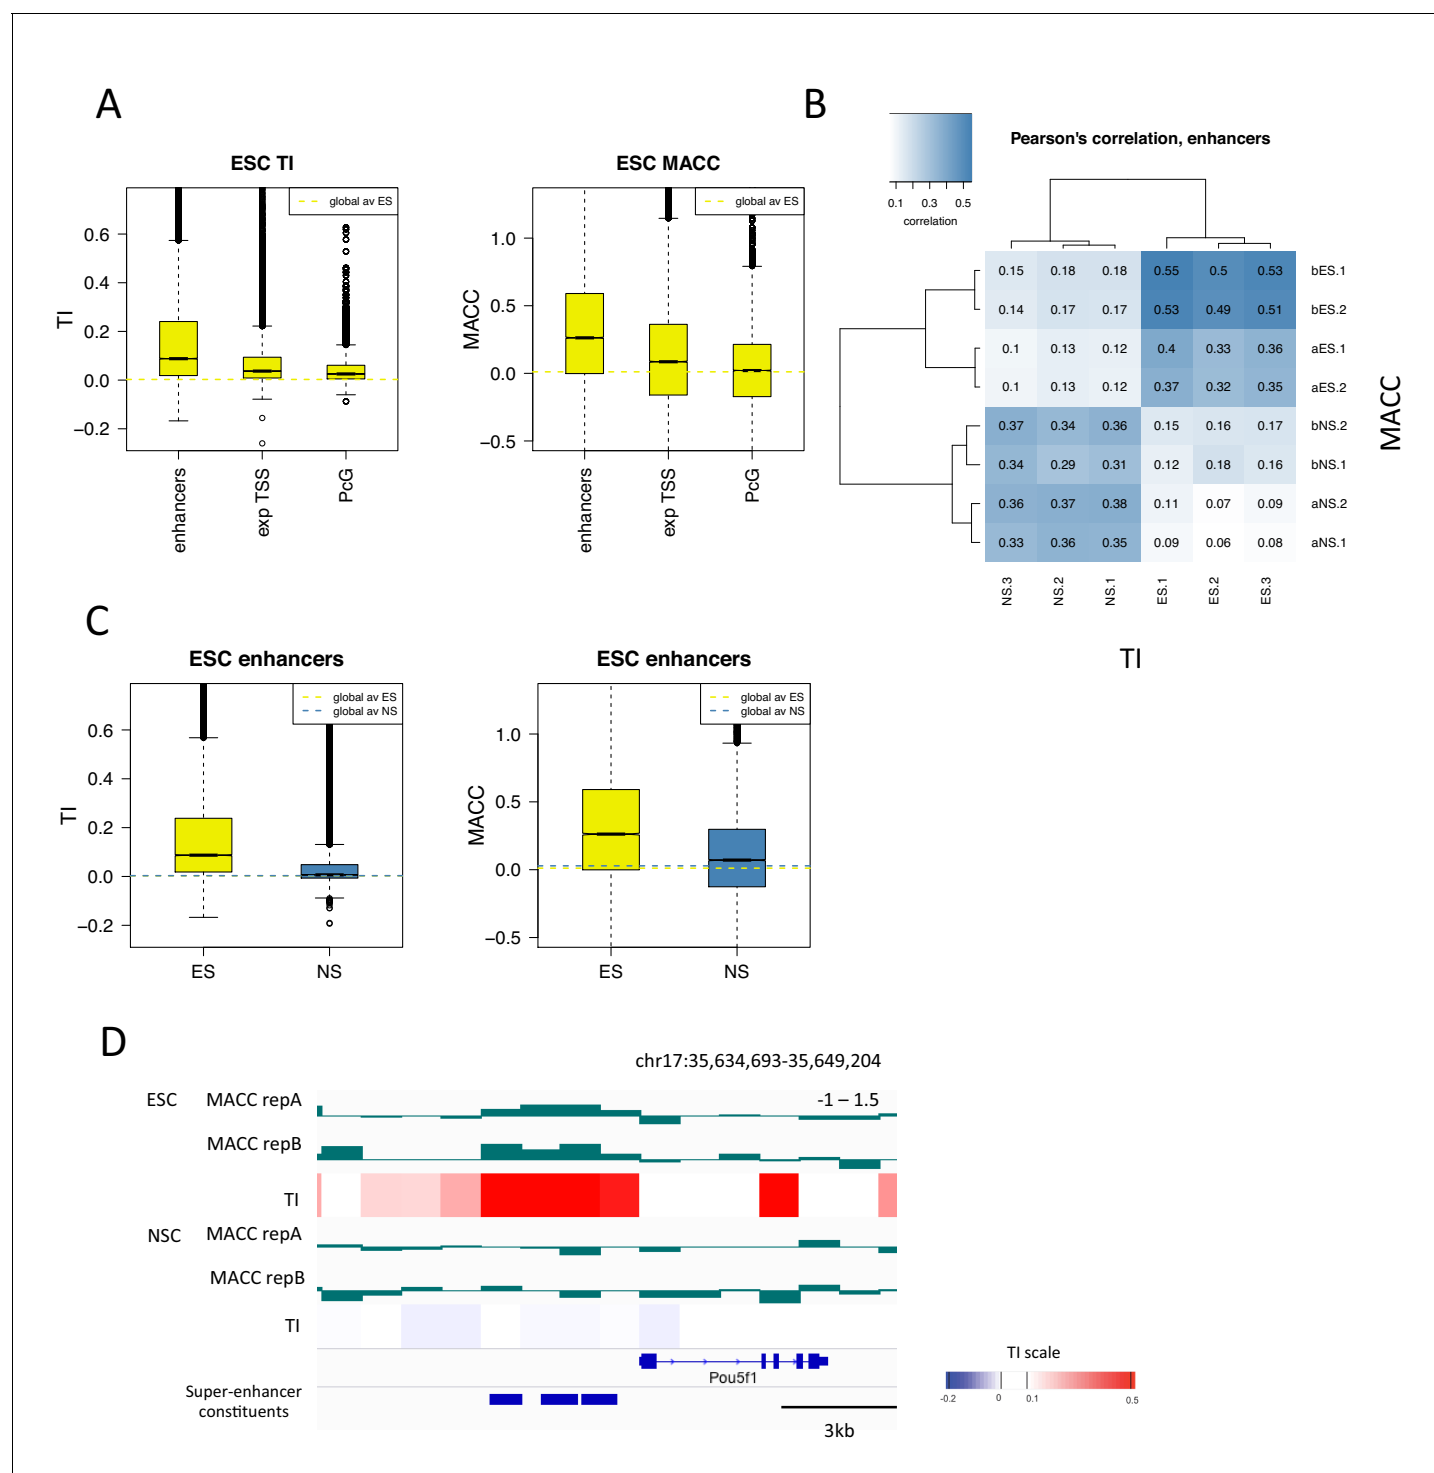 A
ESC TI
global av ES
TI
0.6
0.4
0.2
0.0
−0.2
enhancers
exp TSS
PcG
ESC MACC
global av ES
MACC
1.0
0.5
0.0
−0.5
enhancers
exp TSS
PcG
B
0.1 0.3 0.5
correlation
Pearson's correlation, enhancers
0.15 0.18 0.18 0.55 0.5 0.53 bES.1
0.14 0.17 0.17 0.53 0.49 0.51 bES.2
0.1 0.13 0.12 0.4 0.33 0.36 aES.1
0.1 0.13 0.12 0.37 0.32 0.35 aES.2
0.37 0.34 0.36 0.15 0.16 0.17 bNS.2
0.34 0.29 0.31 0.12 0.18 0.16 bNS.1
0.36 0.37 0.38 0.11 0.07 0.09 aNS.2
0.33 0.36 0.35 0.09 0.06 0.08 aNS.1
NS.3 NS.2 NS.1 ES.1 ES.2 ES.3
MACC
TI
C
ESC enhancers
global av ES
global av NS
TI
0.6
0.4
0.2
0.0
−0.2
ES NS
ESC enhancers
global av ES
global av NS
MACC
1.0
0.5
0.0
−0.5
ES NS
D
chr17:35,634,693-35,649,204
ESC MACC repA -1 – 1.5
MACC repB
TI
NSC MACC repA
MACC repB
TI
Pou5f1
Super-enhancer
constituents
3kb
TI scale
-0.2 0 0.1 0.5